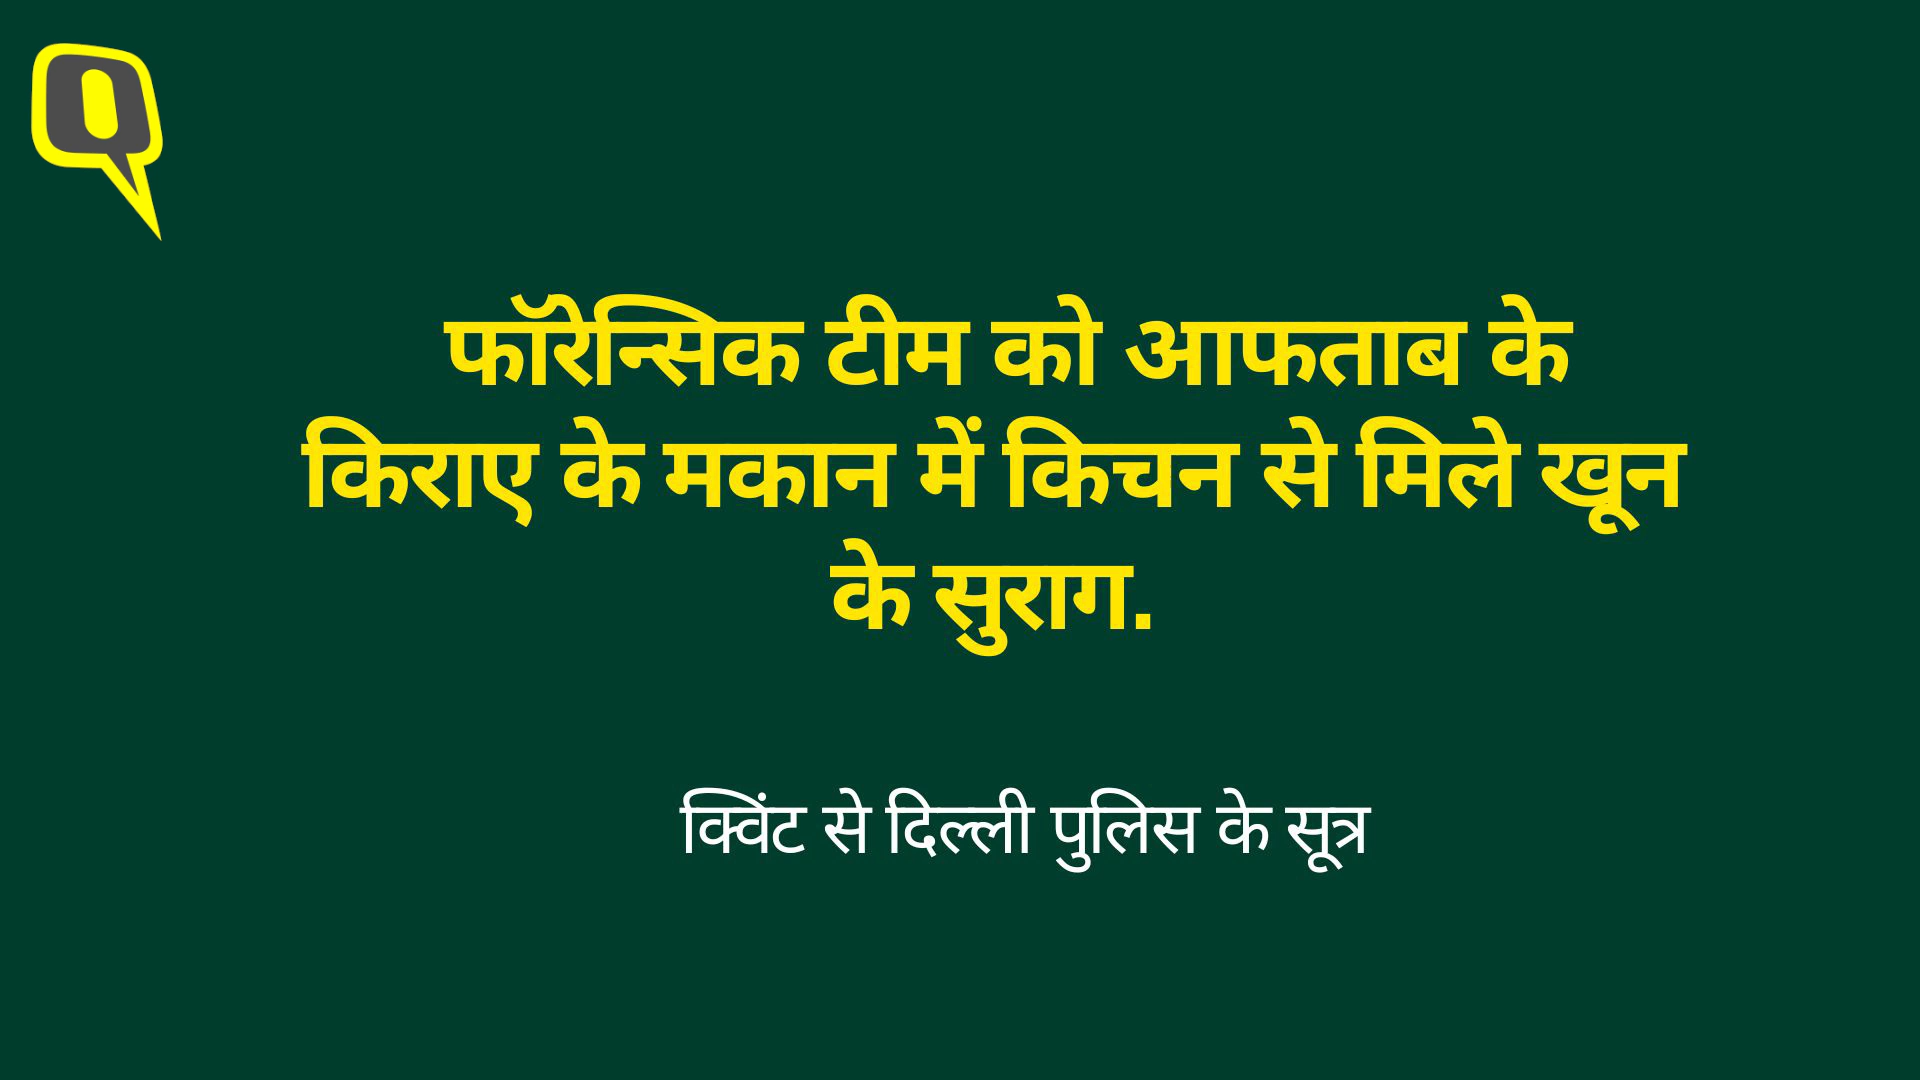 फॉरेन्सिक टीम को आफताब के
किराए के मकान में किचन से मिले खून
के सुराग.
क्विंट से दिल्ली पुलिस के सूत्र